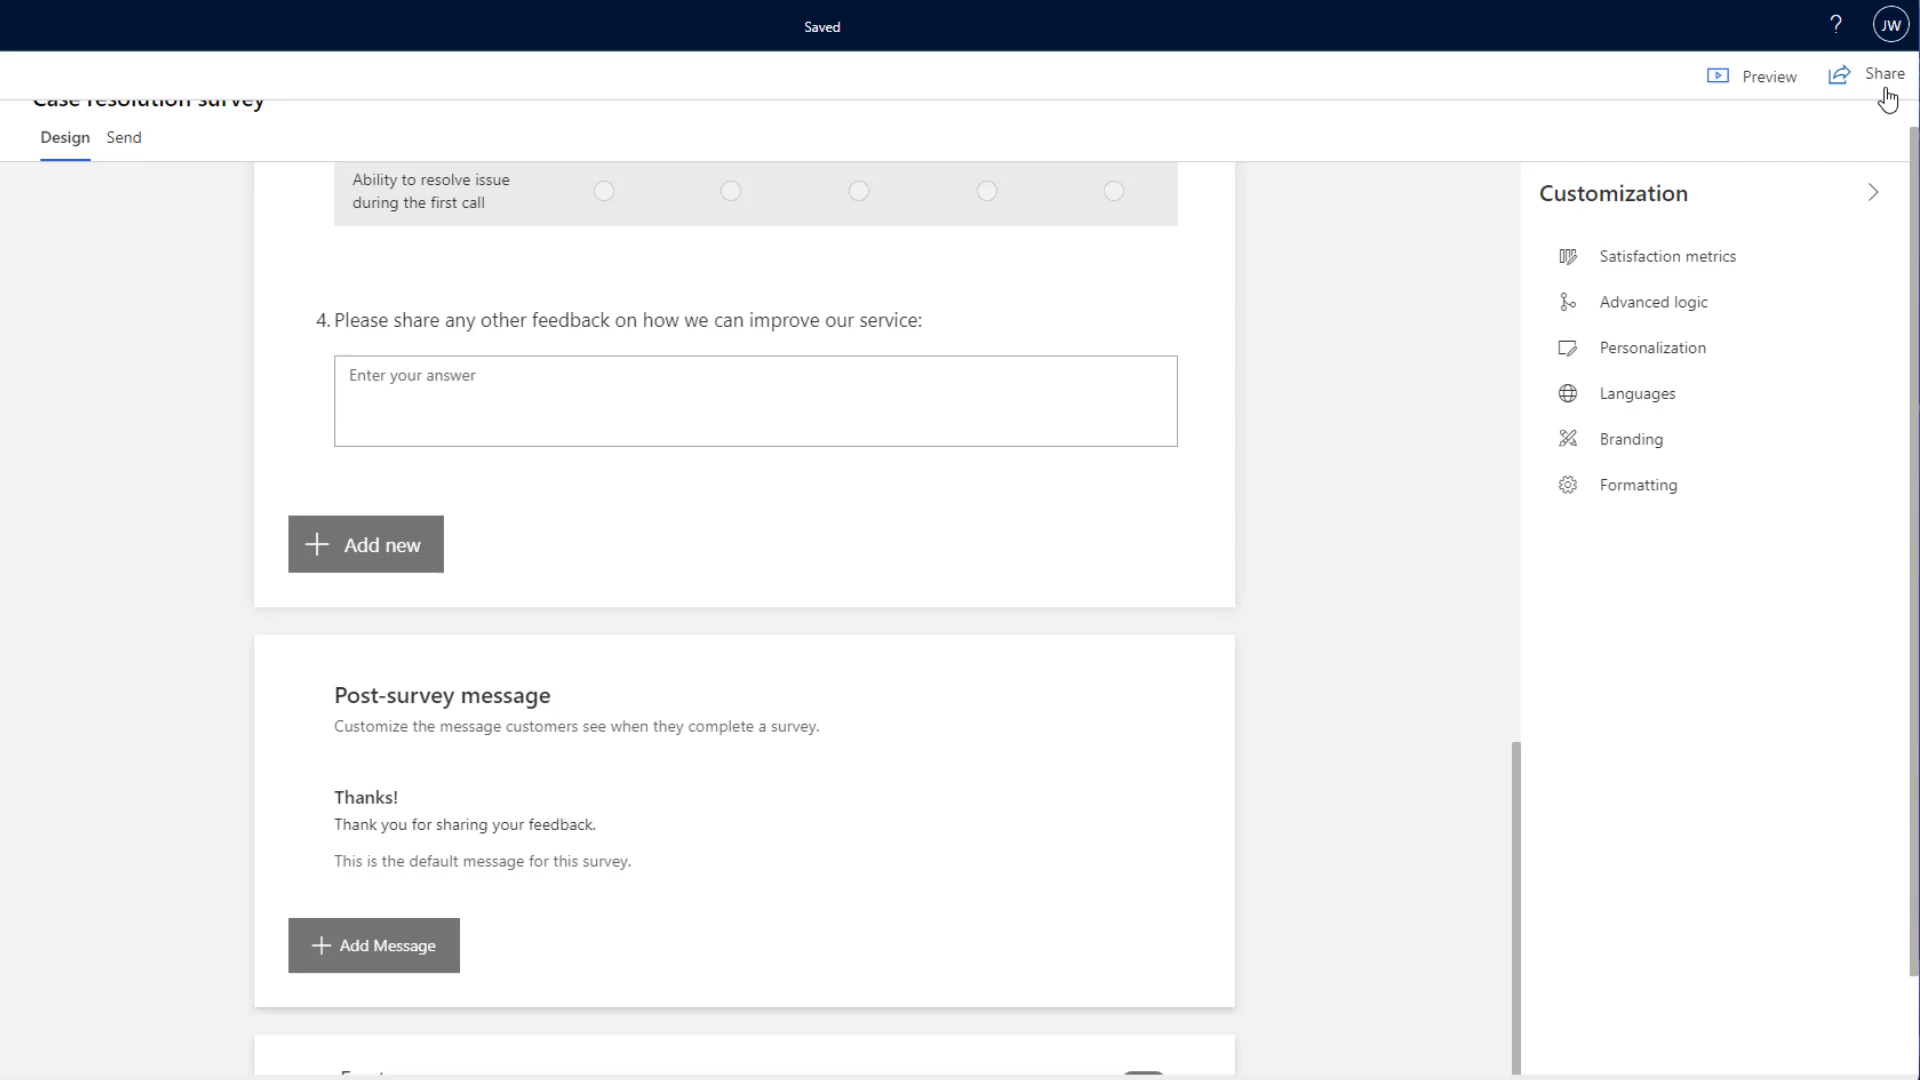 Saved
?
JW
Preview
Share
Case resolution survey
Design
Send
Ability to resolve issue
during the first call
Customization
Satisfaction metrics
Advanced logic
Personalization
Languages
Branding
Formatting
4. Please share any other feedback on how we can improve our service:
Enter your answer
Add new
Post-survey message
Customize the message customers see when they complete a survey.
Thanks!
Thank you for sharing your feedback.
This is the default message for this survey.
Add Message